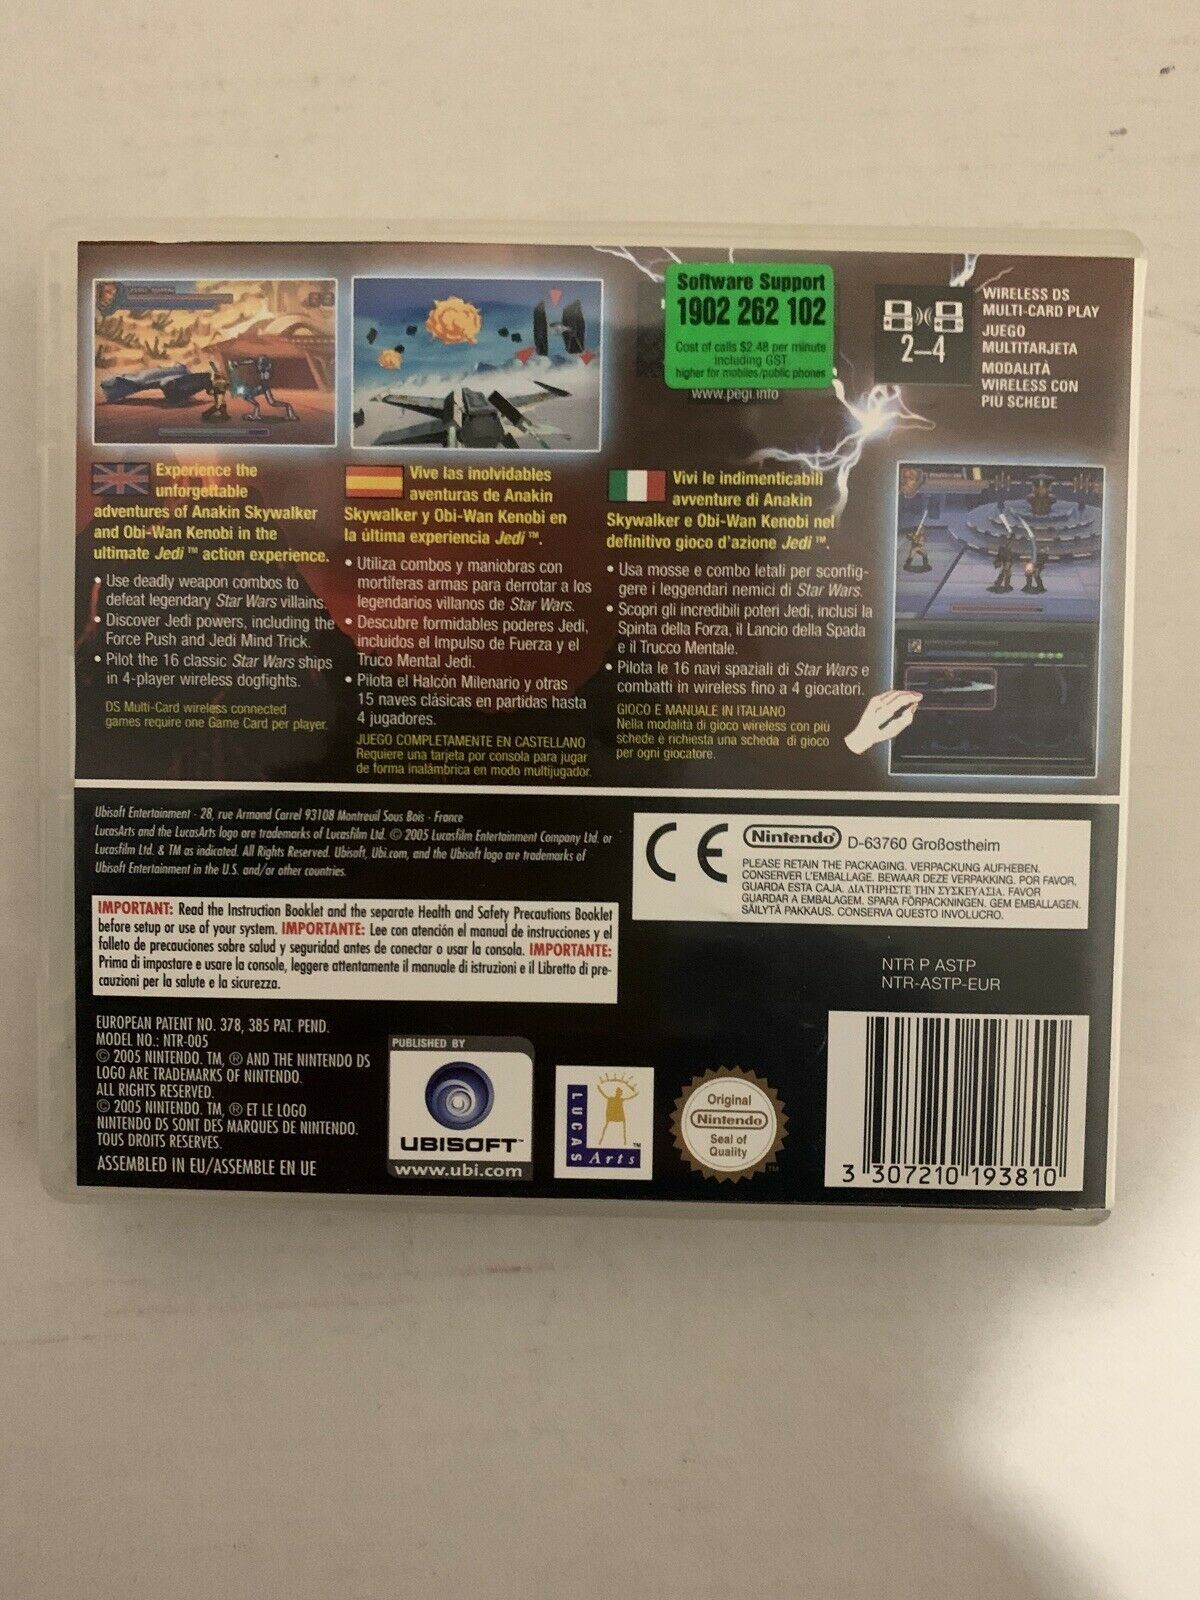 Software Support
1902 262 102
Cost of calls $2.48 per minute
including GST
higher for mobiles/public phones
www.pegi.info
2–4
WIRELESS DS
MULTI-CARD PLAY
JUEGO
MULTITARJETA
MODALITÀ
WIRELESS CON
PIÙ SCHEDE
Experience the
unforgettable
adventures of Anakin Skywalker
and Obi-Wan Kenobi in the
ultimate Jedi™ action experience.
• Use deadly weapon combos to
defeat legendary Star Wars villains.
• Discover Jedi powers, including the
Force Push and Jedi Mind Trick.
• Pilot the 16 classic Star Wars ships
in 4-player wireless dogfights.
DS Multi-Card wireless connected
games require one Game Card per player.
Vive las inolvidables
aventuras de Anakin
Skywalker y Obi-Wan Kenobi en
la última experiencia Jedi™.
• Utiliza combos y maniobras con
mortíferas armas para derrotar a los
legendarios villanos de Star Wars.
• Descubre formidables poderes Jedi,
incluidos el Impulso de Fuerza y el
Truco Mental Jedi.
• Pilota el Halcón Milenario y otras
15 naves clásicas en partidas hasta
4 jugadores.
JUEGO COMPLETAMENTE EN CASTELLANO
Requiere una tarjeta por consola para jugar
de forma inalámbrica en modo multijugador.
Vivi le indimenticabili
avventure di Anakin
Skywalker e Obi-Wan Kenobi nel
definitivo gioco d'azione Jedi™.
• Usa mosse e combo letali per sconfig-
gere i leggendari nemici di Star Wars.
• Scopri gli incredibili poteri Jedi, inclusi la
Spinta della Forza, il Lancio della Spada
e il Trucco Mentale.
• Pilota le 16 navi spaziali di Star Wars e
combatti in wireless fino a 4 giocatori.
GIOCO E MANUALE IN ITALIANO
Nella modalità di gioco wireless con più
schede è richiesta una scheda di gioco
per ogni giocatore.
Ubisoft Entertainment - 28, rue Armand Carrel 93108 Montreuil Sous Bois - France
LucasArts and the LucasArts logo are trademarks of Lucasfilm Ltd. © 2005 Lucasfilm Entertainment Company Ltd. or
Lucasfilm Ltd. & TM as indicated. All Rights Reserved. Ubisoft, Ubi.com, and the Ubisoft logo are trademarks of
Ubisoft Entertainment in the U.S. and/or other countries.
IMPORTANT: Read the Instruction Booklet and the separate Health and Safety Precautions Booklet
before setup or use of your system. IMPORTANTE: Lee con atención el manual de instrucciones y el
folleto de precauciones sobre salud y seguridad antes de conectar o usar la consola. IMPORTANTE:
Prima di impostare e usare la console, leggere attentamente il manuale di istruzioni e il Libretto di pre-
cauzioni per la salute e la sicurezza.
CE
Nintendo® D-63760 Großostheim
PLEASE RETAIN THE PACKAGING. VERPACKUNG AUFHEBEN.
CONSERVER L'EMBALLAGE. BEWAAR DEZE VERPAKKING. POR FAVOR,
GUARDA ESTA CAJA. ΔΙΑΤΗΡΗΣΤΕ ΤΗΝ ΣΥΣΚΕΥΑΣΙΑ. FAVOR
GUARDAR A EMBALAGEM. SPARA FÖRPACKNINGEN. GEM EMBALLAGEN.
SÄILYTÄ PAKKAUS. CONSERVA QUESTO INVOLUCRO.
NTR P ASTP
NTR-ASTP-EUR
EUROPEAN PATENT NO. 378, 385 PAT. PEND.
MODEL NO.: NTR-005
© 2005 NINTENDO. TM, ® AND THE NINTENDO DS
LOGO ARE TRADEMARKS OF NINTENDO.
ALL RIGHTS RESERVED.
© 2005 NINTENDO. TM, ® ET LE LOGO
NINTENDO DS SONT DES MARQUES DE NINTENDO.
TOUS DROITS RESERVES.
ASSEMBLED IN EU/ASSEMBLE EN UE
PUBLISHED BY
UBISOFT™
www.ubi.com
LUCAS
Arts
™
Original
Nintendo
Seal of
Quality
™
3 307210 193810